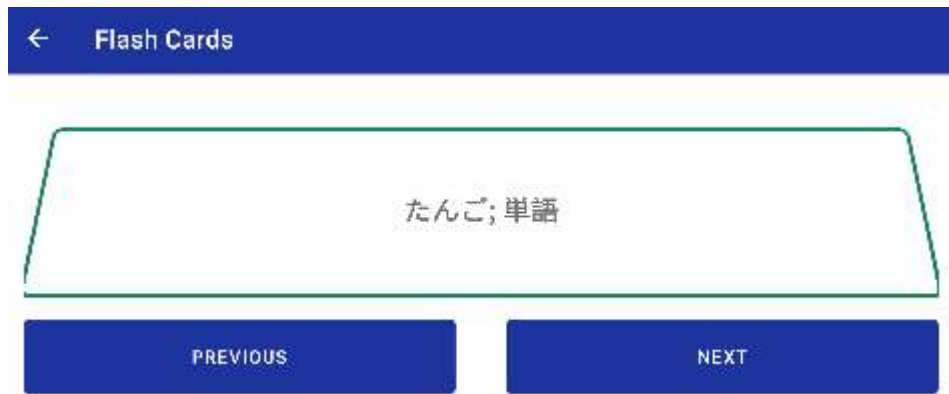 Flash Cards
たんご; 単語
PREVIOUS
NEXT